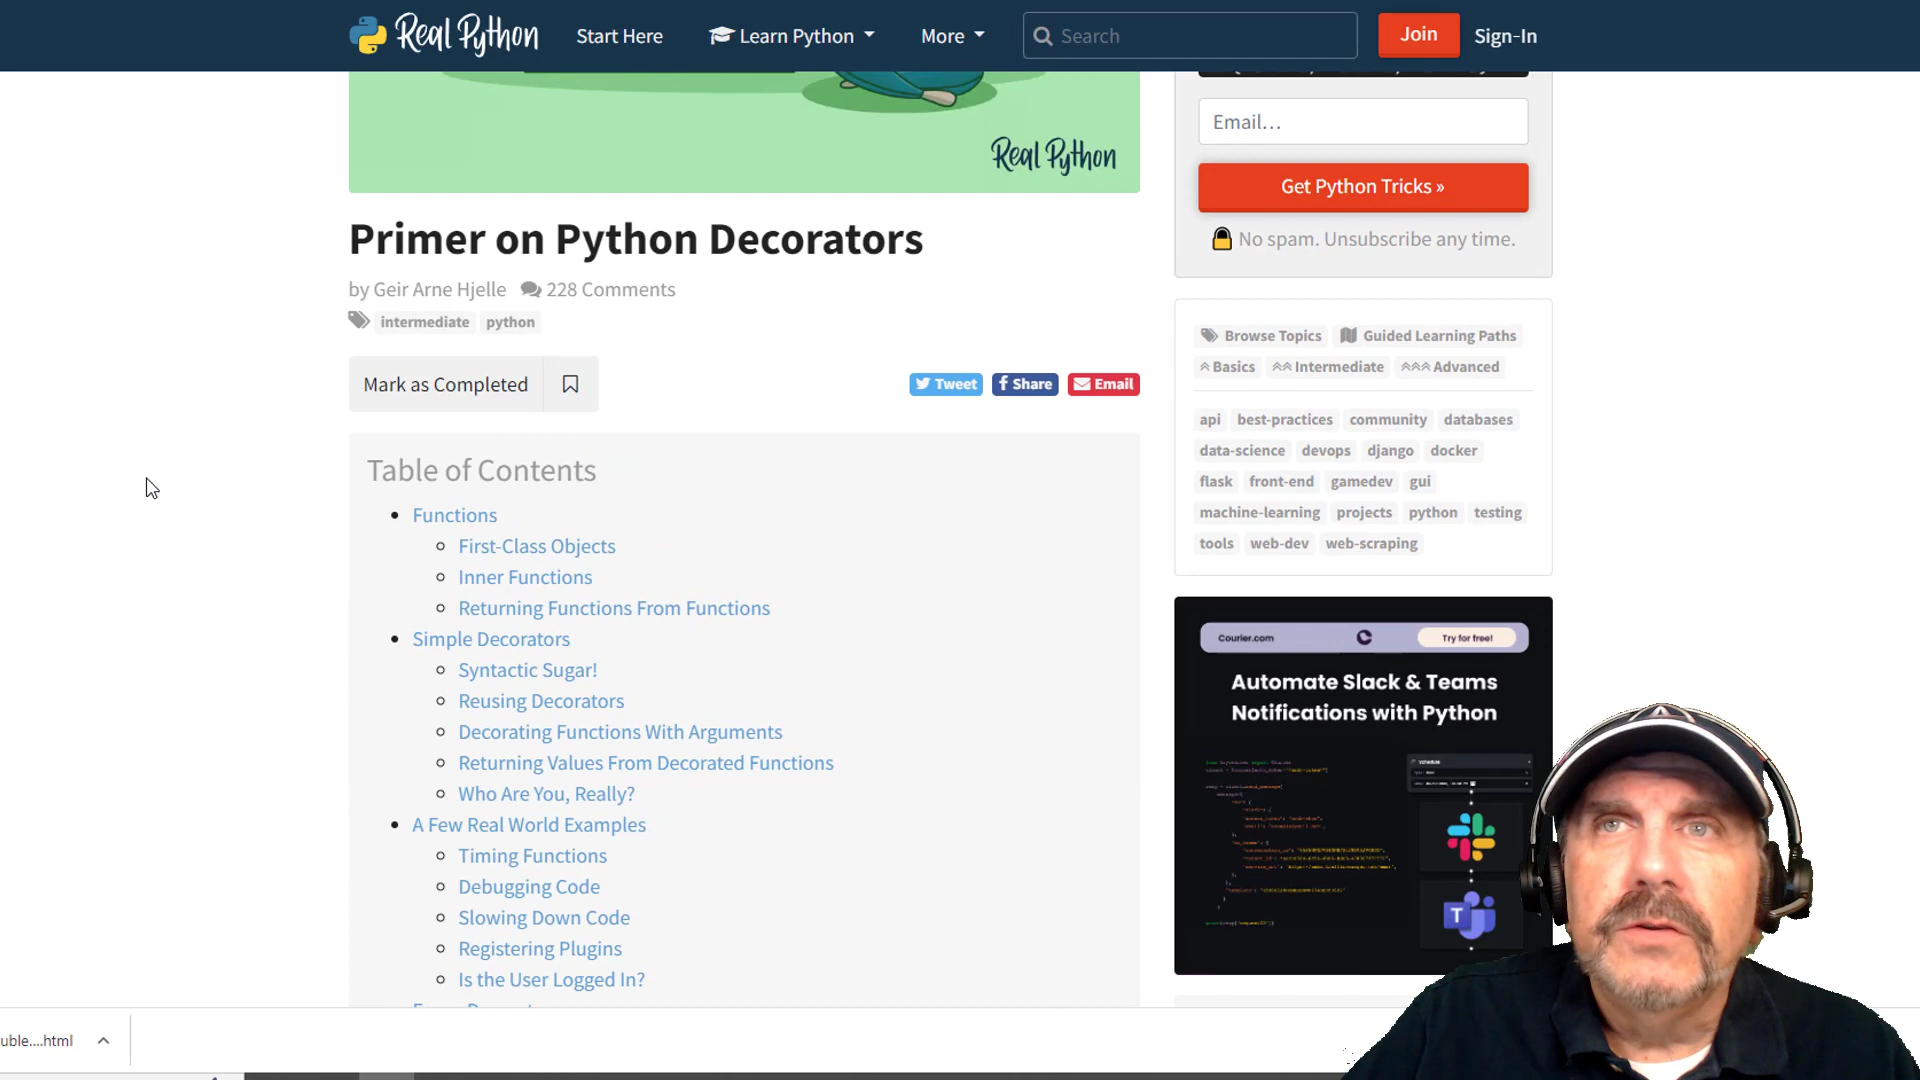 Real Python
Start Here
Learn Python
More
Search
Join
Sign-In
Real Python
Primer on Python Decorators
by Geir Arne Hjelle 228 Comments
intermediate python
Mark as Completed
Tweet
Share
Email
Table of Contents
Functions
First-Class Objects
Inner Functions
Returning Functions From Functions
Simple Decorators
Syntactic Sugar!
Reusing Decorators
Decorating Functions With Arguments
Returning Values From Decorated Functions
Who Are You, Really?
A Few Real World Examples
Timing Functions
Debugging Code
Slowing Down Code
Registering Plugins
Is the User Logged In?
Email…
Get Python Tricks »
No spam. Unsubscribe any time.
Browse Topics Guided Learning Paths
Basics Intermediate Advanced
api best-practices community databases
data-science devops django docker
flask front-end gamedev gui
machine-learning projects python testing
tools web-dev web-scraping
Courier.com
Try for free!
Automate Slack & Teams
Notifications with Python
Schedule
T
uble....html